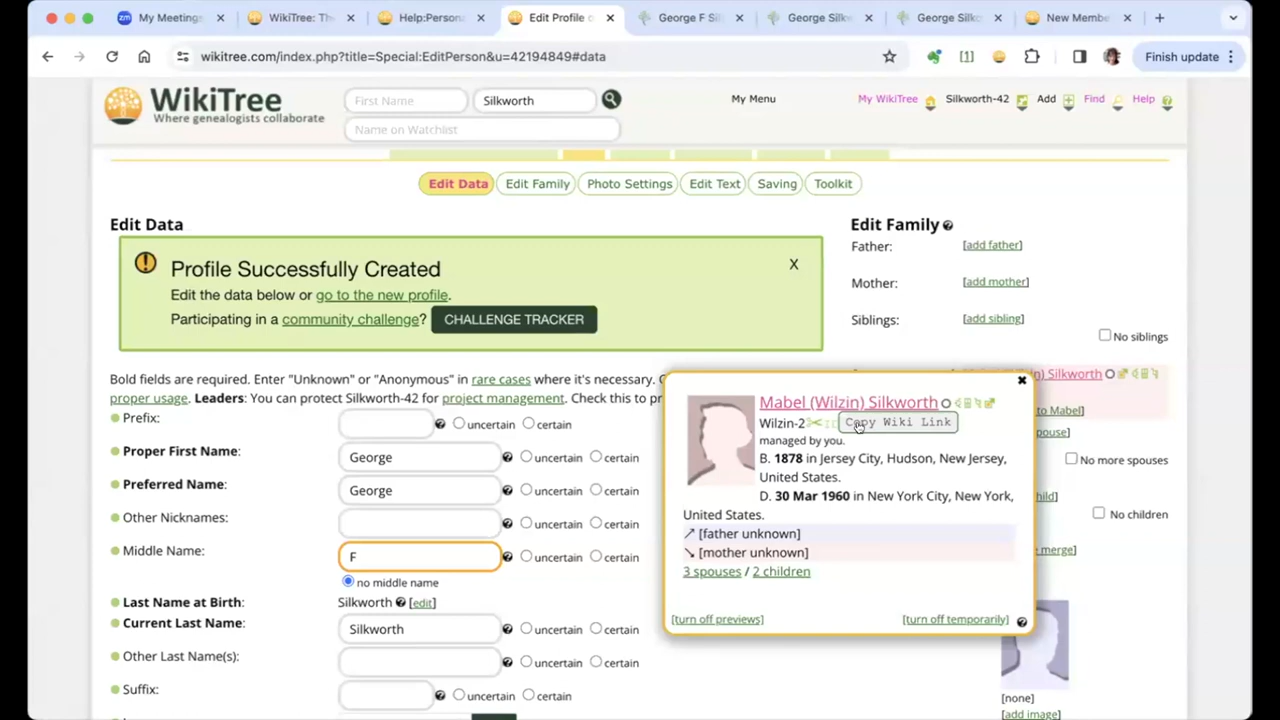 My Meetings
WikiTree: Th
Help:Persona
Edit Profile o
George F Sil
George Silkw
George Silko
New Membe
wikitree.com/index.php?title=Special:EditPerson&u=42194849#data
Finish update
WikiTree
Where genealogists collaborate
First Name
Silkworth
Name on Watchlist
My Menu
My WikiTree
Silkworth-42
Add
Find
Help
Edit Data
Edit Family
Photo Settings
Edit Text
Saving
Toolkit
Edit Data
Profile Successfully Created
X
Edit the data below or go to the new profile.
Participating in a community challenge? CHALLENGE TRACKER
Edit Family
Father: [add father]
Mother: [add mother]
Siblings: [add sibling]
No siblings
Bold fields are required. Enter "Unknown" or "Anonymous" in rare cases where it's necessary.
proper usage. Leaders: You can protect Silkworth-42 for project management. Check this to pr
) Silkworth
to Mabel]
No more spouses
No children
merge]
[none]
[add image]
Mabel (Wilzin) Silkworth
Wilzin-2
Copy Wiki Link
managed by you.
B. 1878 in Jersey City, Hudson, New Jersey,
United States.
D. 30 Mar 1960 in New York City, New York,
United States.
↗ [father unknown]
↘ [mother unknown]
3 spouses / 2 children
[turn off previews]
[turn off temporarily]
Prefix: uncertain certain
Proper First Name: George uncertain certain
Preferred Name: George uncertain certain
Other Nicknames: uncertain certain
Middle Name: F uncertain certain
no middle name
Last Name at Birth: Silkworth [edit]
Current Last Name: Silkworth uncertain certain
Other Last Name(s): uncertain certain
Suffix: uncertain certain